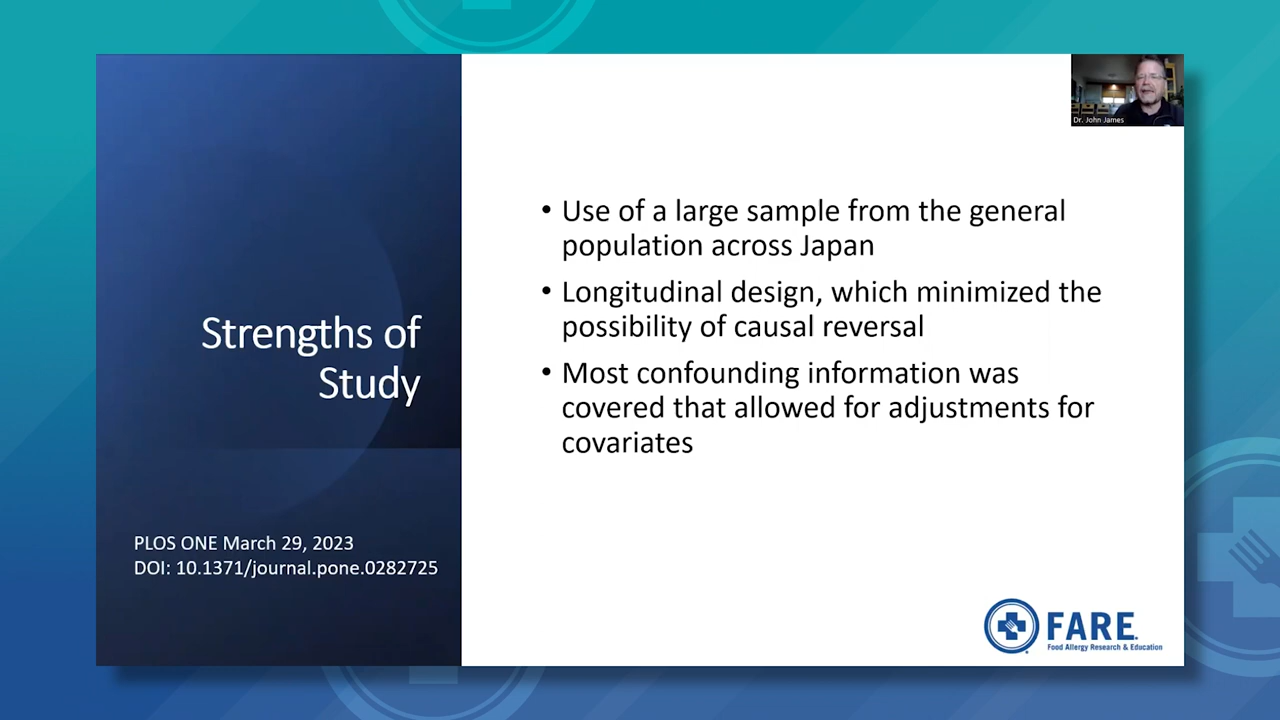 Dr. John James
Strengths of
Study
• Use of a large sample from the general
population across Japan
• Longitudinal design, which minimized the
possibility of causal reversal
• Most confounding information was
covered that allowed for adjustments for
covariates
PLOS ONE March 29, 2023
DOI: 10.1371/journal.pone.0282725
FARE
Food Allergy Research & Education